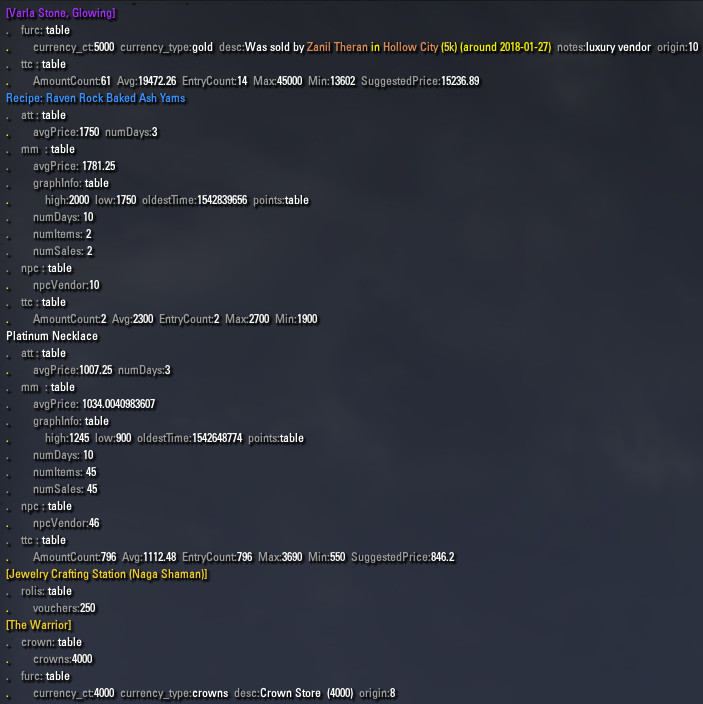 [Varla Stone, Glowing]
. furc: table
. currency_ct:5000 currency_type:gold desc:Was sold by Zanil Theran in Hollow City (5k) (around 2018-01-27) notes:luxury vendor origin:10
. ttc : table
. AmountCount:61 Avg:19472.26 EntryCount:14 Max:45000 Min:13602 SuggestedPrice:15236.89
Recipe: Raven Rock Baked Ash Yams
. att : table
. avgPrice:1750 numDays:3
. mm : table
. avgPrice: 1781.25
. graphInfo: table
. high:2000 low:1750 oldestTime:1542839656 points:table
. numDays: 10
. numItems: 2
. numSales: 2
. npc : table
. npcVendor:10
. ttc : table
. AmountCount:2 Avg:2300 EntryCount:2 Max:2700 Min:1900
Platinum Necklace
. att : table
. avgPrice:1007.25 numDays:3
. mm : table
. avgPrice: 1034.0040983607
. graphInfo: table
. high:1245 low:900 oldestTime:1542648774 points:table
. numDays: 10
. numItems: 45
. numSales: 45
. npc : table
. npcVendor:46
. ttc : table
. AmountCount:796 Avg:1112.48 EntryCount:796 Max:3690 Min:550 SuggestedPrice:846.2
[Jewelry Crafting Station (Naga Shaman)]
. rolis: table
. vouchers:250
[The Warrior]
. crown: table
. crowns:4000
. furc: table
. currency_ct:4000 currency_type:crowns desc:Crown Store (4000) origin:8